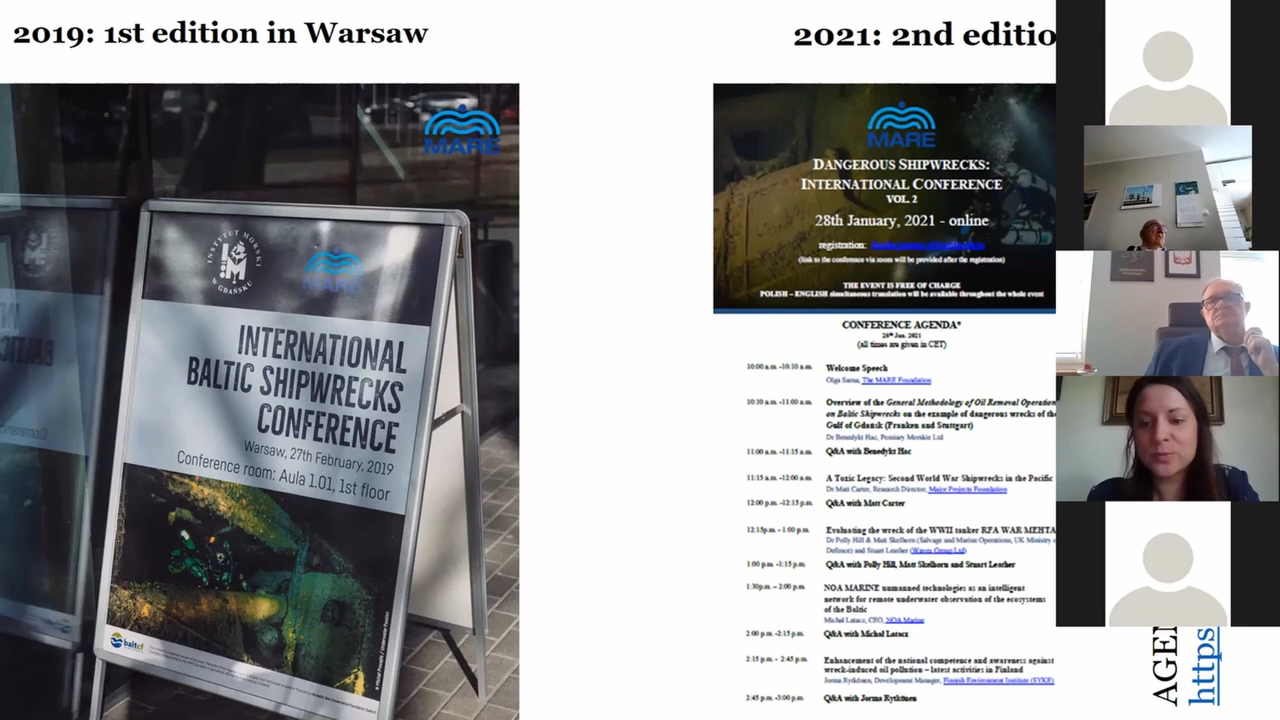 2019: 1st edition in Warsaw
MARE
INSTYTUT MORSKI
W GDAŃSKU
MARE
INTERNATIONAL
BALTIC SHIPWRECKS
CONFERENCE
Warsaw, 27th February, 2019
Conference room: Aula 1.01, 1st floor
baltcf
2021: 2nd editio
MARE
DANGEROUS SHIPWRECKS:
INTERNATIONAL CONFERENCE
VOL. 2
28th January, 2021 - online
registration:
(link to the conference via zoom will be provided after the registration)
THE EVENT IS FREE OF CHARGE
POLISH – ENGLISH simultaneous translation will be available throughout the whole event
CONFERENCE AGENDA*
28th Jan. 2021
(all times are given in CET)
10:00 a.m. -10:10 a.m. Welcome Speech
Olga Sarna, The MARE Foundation
10:10 a.m. -11:00 a.m. Overview of the General Methodology of Oil Removal Operation
on Baltic Shipwrecks on the example of dangerous wrecks of the
Gulf of Gdańsk (Franken and Stuttgart)
Dr Benedykt Hac, Pomiary Morskie Ltd
11:00 a.m. -11:15 a.m. Q&A with Benedykt Hac
11:15 a.m. -12:00 a.m. A Toxic Legacy: Second World War Shipwrecks in the Pacific
Dr Matt Carter, Research Director, Major Projects Foundation
12:00 p.m. -12:15 p.m. Q&A with Matt Carter
12:15p.m. - 1:00 p.m. Evaluating the wreck of the WWII tanker RFA WAR MEHTA
Dr Polly Hill & Matt Skelhorn (Salvage and Marine Operations, UK Ministry o
Defence) and Stuart Leather (Wavex Group Ltd)
1:00 p.m. -1:15 p.m. Q&A with Polly Hill, Matt Skelhorn and Stuart Leather
1:30p.m. – 2:00 p.m. NOA MARINE unmanned technologies as an intelligent
network for remote underwater observation of the ecosystems
of the Baltic
Michał Latacz, CEO, NOA Marine
2:00 p.m. -2:15 p.m. Q&A with Michał Latacz
2:15 p.m. - 2:45 p.m. Enhancement of the national competence and awareness against
wreck-induced oil pollution – latest activities in Finland
Jorma Rytkönen, Development Manager, Finnish Environment Institute (SYKE)
2:45 p.m. -3:00 p.m. Q&A with Jorma Rytkönen
AGEN
https